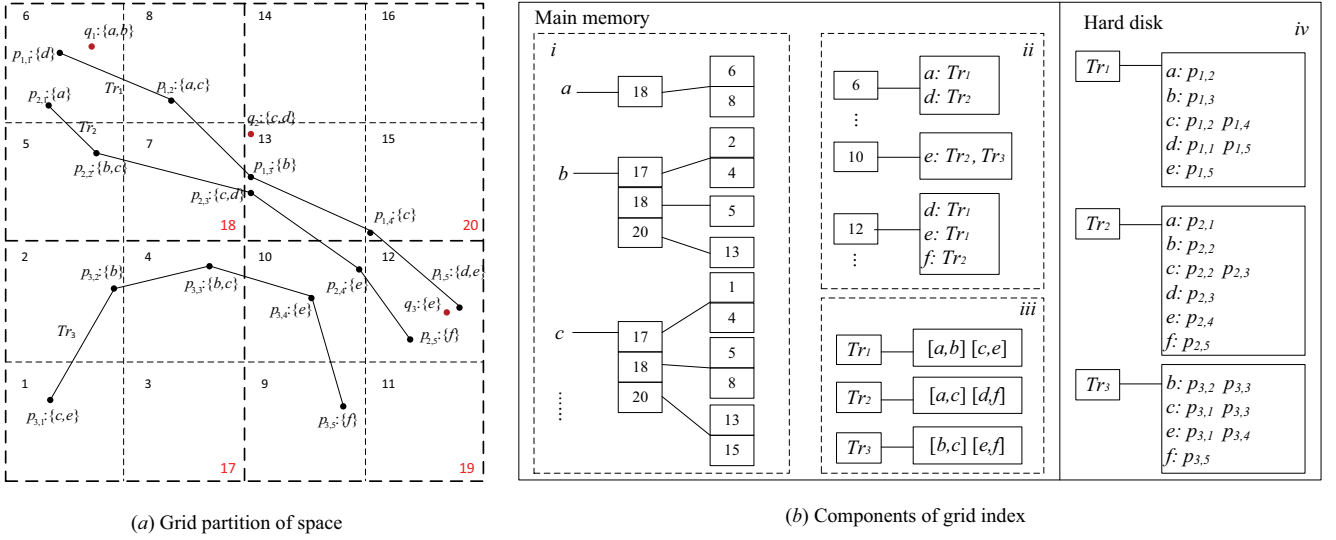 6
8
14
16
q1:{a,b}
p1,1:{d}
Tr1
p1,2:{a,c}
p2,1:{a}
q2:{c,d}
5
7
13
15
Tr2
p2,2:{b,c}
p1,3:{b}
p2,3:{c,d}
p1,4:{c}
18
20
2
4
10
12
p3,2:{b}
p3,3:{b,c}
p2,4:{e}
p1,5:{d,e}
p3,4:{e}
q3:{e}
Tr3
p2,5:{f}
1
3
9
11
p3,1:{c,e}
p3,5:{f}
17
19
(a) Grid partition of space
Main memory
i
a
18
6
8
b
17
18
20
2
4
5
13
c
17
18
20
1
4
5
8
13
15
......
ii
6
a: Tr1
d: Tr2
⋮
10
e: Tr2, Tr3
12
d: Tr1
e: Tr1
f: Tr2
⋮
iii
Tr1
[a,b] [c,e]
Tr2
[a,c] [d,f]
Tr3
[b,c] [e,f]
Hard disk
iv
Tr1
a: p1,2
b: p1,3
c: p1,2 p1,4
d: p1,1 p1,5
e: p1,5
Tr2
a: p2,1
b: p2,2
c: p2,2 p2,3
d: p2,3
e: p2,4
f: p2,5
Tr3
b: p3,2 p3,3
c: p3,1 p3,3
e: p3,1 p3,4
f: p3,5
(b) Components of grid index